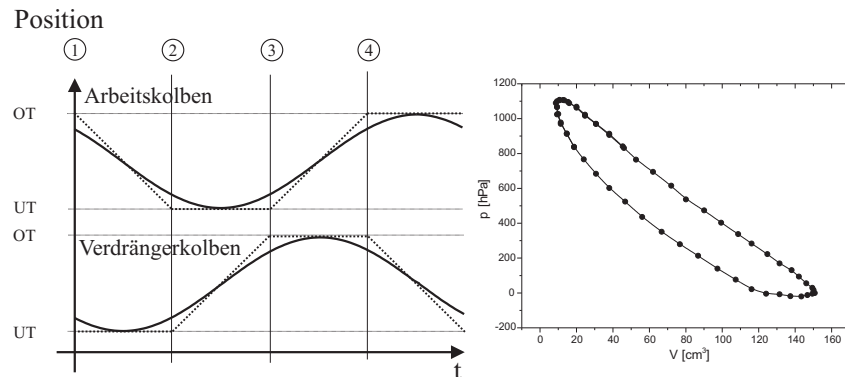 Position
① ② ③ ④
OT
Arbeitskolben
UT
OT
Verdrängerkolben
UT
t
1200
1000
800
600
400
200
0
-200
p [hPa]
0 20 40 60 80 100 120 140 160
V [cm³]